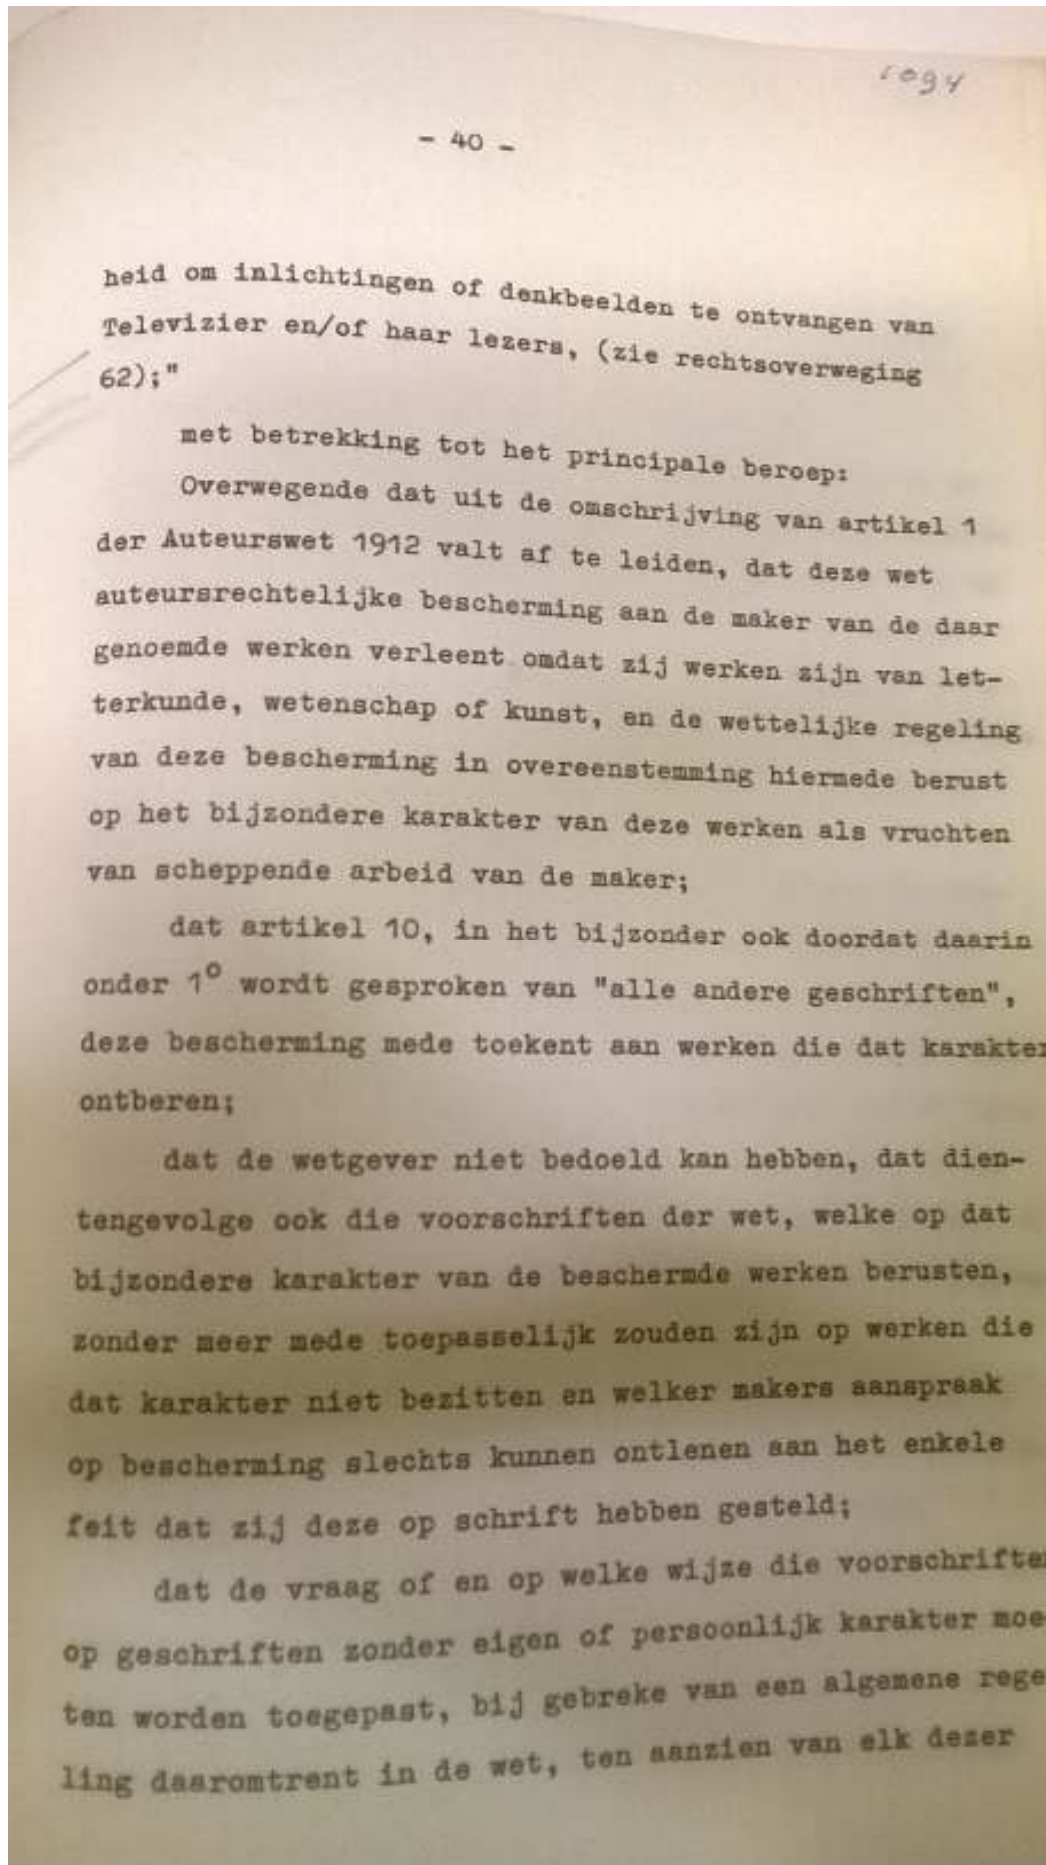 1094
- 40 -
heid om inlichtingen of denkbeelden te ontvangen van
Televizier en/of haar lezers, (zie rechtsoverweging
62);"
met betrekking tot het principale beroep:
Overwegende dat uit de omschrijving van artikel 1
der Auteurswet 1912 valt af te leiden, dat deze wet
auteursrechtelijke bescherming aan de maker van de daar
genoemde werken verleent omdat zij werken zijn van let-
terkunde, wetenschap of kunst, en de wettelijke regeling
van deze bescherming in overeenstemming hiermede berust
op het bijzondere karakter van deze werken als vruchten
van scheppende arbeid van de maker;
dat artikel 10, in het bijzonder ook doordat daarin
onder 1° wordt gesproken van "alle andere geschriften",
deze bescherming mede toekent aan werken die dat karakter
ontberen;
dat de wetgever niet bedoeld kan hebben, dat dien-
tengevolge ook die voorschriften der wet, welke op dat
bijzondere karakter van de beschermde werken berusten,
zonder meer mede toepasselijk zouden zijn op werken die
dat karakter niet bezitten en welker makers aanspraak
op bescherming slechts kunnen ontlenen aan het enkele
feit dat zij deze op schrift hebben gesteld;
dat de vraag of en op welke wijze die voorschriften
op geschriften zonder eigen of persoonlijk karakter moe
ten worden toegepast, bij gebreke van een algemene rege
ling daaromtrent in de wet, ten aanzien van elk dezer